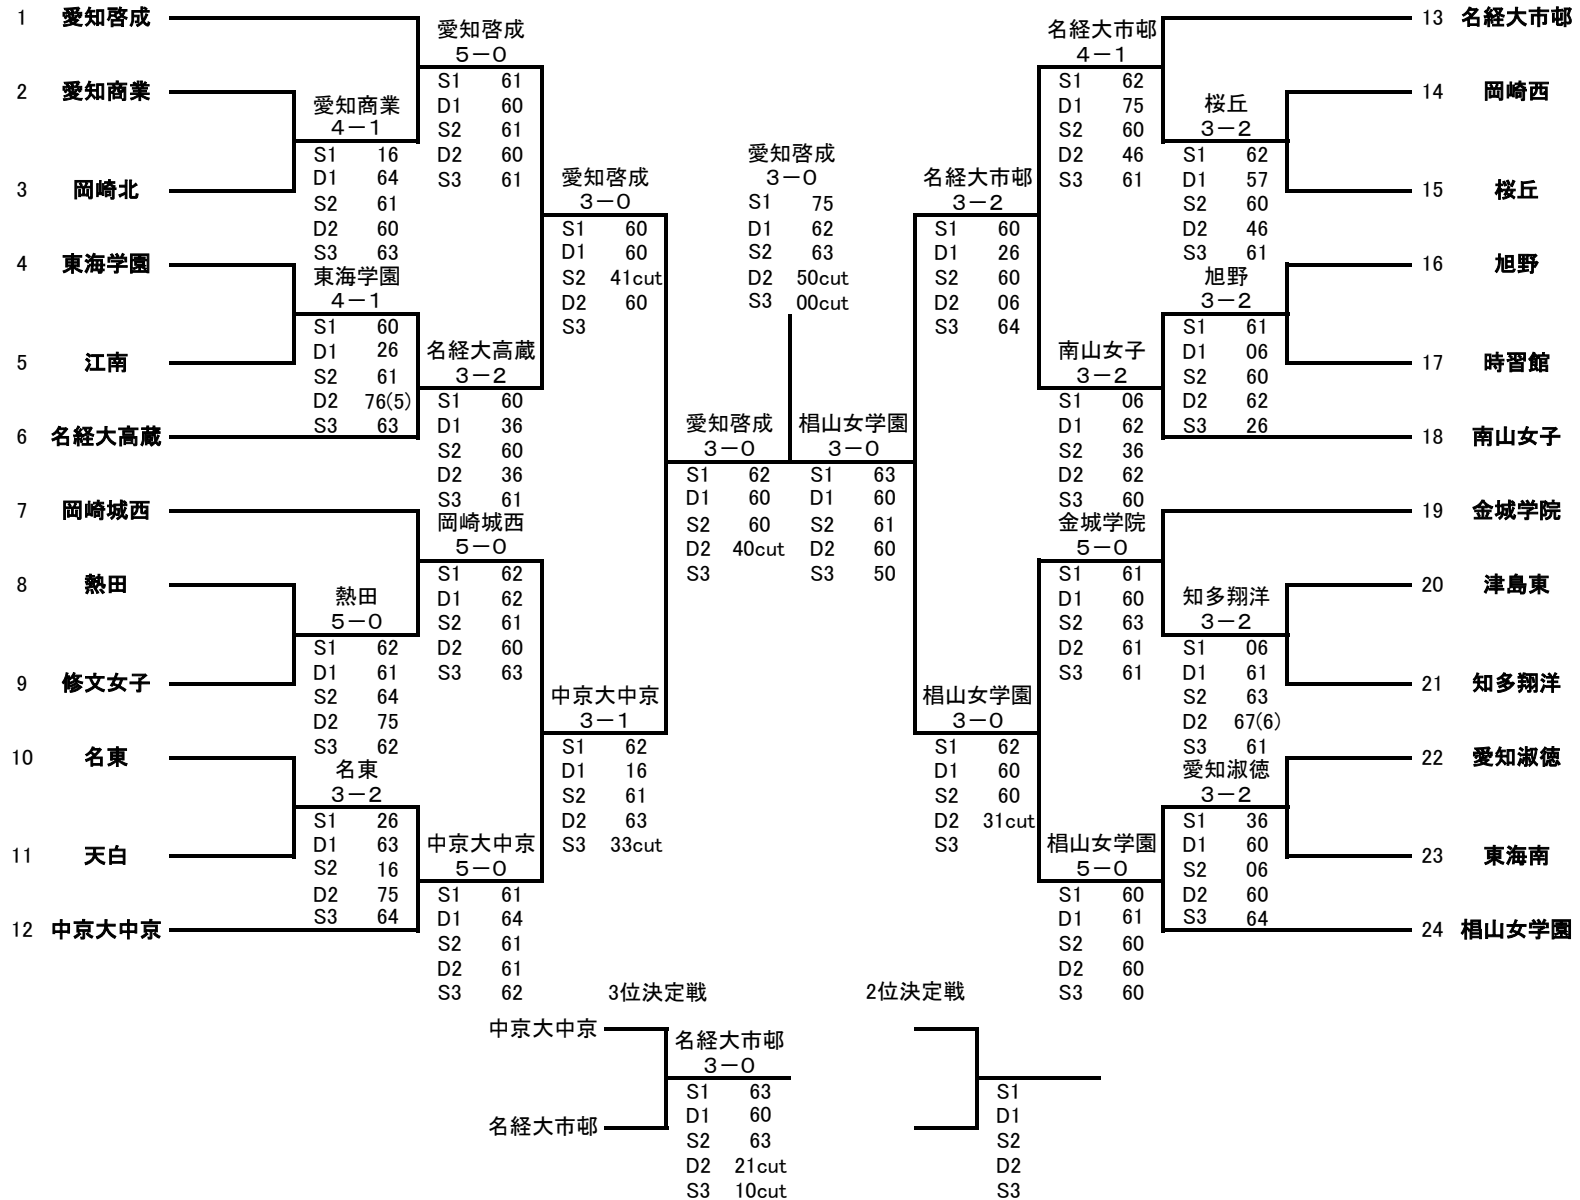 1 愛知啓成
2 愛知商業
3 岡崎北
4 東海学園
5 江南
6 名経大高蔵
7 岡崎城西
8 熱田
9 修文女子
10 名東
11 天白
12 中京大中京
愛知商業
4－1
S1 16
D1 64
S2 61
D2 60
S3 63
東海学園
4－1
S1 60
D1 26
S2 61
D2 76(5)
S3 63
熱田
5－0
S1 62
D1 61
S2 64
D2 75
S3 62
名東
3－2
S1 26
D1 63
S2 16
D2 75
S3 64
愛知啓成
5－0
S1 61
D1 60
S2 61
D2 60
S3 61
名経大高蔵
3－2
S1 60
D1 36
S2 60
D2 36
S3 61
岡崎城西
5－0
S1 62
D1 62
S2 61
D2 60
S3 63
中京大中京
5－0
S1 61
D1 64
S2 61
D2 61
S3 62
愛知啓成
3－0
S1 60
D1 60
S2 41cut
D2 60
S3
中京大中京
3－1
S1 62
D1 16
S2 61
D2 63
S3 33cut
愛知啓成
3－0
S1 62
D1 60
S2 60
D2 40cut
S3
愛知啓成
3－0
S1 75
D1 62
S2 63
D2 50cut
S3 00cut
椙山女学園
3－0
S1 63
D1 60
S2 61
D2 60
S3 50
名経大市邨
3－2
S1 60
D1 26
S2 60
D2 06
S3 64
椙山女学園
3－0
S1 62
D1 60
S2 60
D2 31cut
S3
名経大市邨
4－1
S1 62
D1 75
S2 60
D2 46
S3 61
南山女子
3－2
S1 06
D1 62
S2 36
D2 62
S3 60
金城学院
5－0
S1 61
D1 60
S2 63
D2 61
S3 61
椙山女学園
5－0
S1 60
D1 61
S2 60
D2 60
S3 60
桜丘
3－2
S1 62
D1 57
S2 60
D2 46
S3 61
旭野
3－2
S1 61
D1 06
S2 60
D2 62
S3 26
知多翔洋
3－2
S1 06
D1 61
S2 63
D2 67(6)
S3 61
愛知淑徳
3－2
S1 36
D1 60
S2 06
D2 60
S3 64
13 名経大市邨
14 岡崎西
15 桜丘
16 旭野
17 時習館
18 南山女子
19 金城学院
20 津島東
21 知多翔洋
22 愛知淑徳
23 東海南
24 椙山女学園
3位決定戦
中京大中京
名経大市邨
名経大市邨
3－0
S1 63
D1 60
S2 63
D2 21cut
S3 10cut
2位決定戦
S1
D1
S2
D2
S3